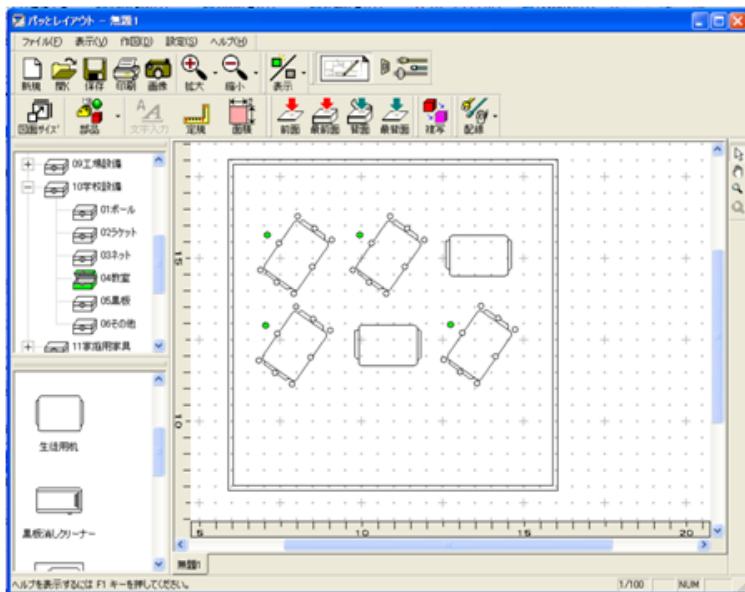 パッとレイアウト - 無題1
ファイル(F) 表示(V) 作図(D) 設定(S) ヘルプ(H)
新規 開く 保存 印刷 画像 拡大 縮小 表示
図面サイズ 部品 文字入力 定規 面積 前面 最前面 背面 最背面 複写 配線
09工場設備
10学校設備
01ボール
02ラケット
03ネット
04教室
05黒板
06その他
11家庭用家具
生徒用机
黒板消しクリーナー
15
10
5 10 15 20
無題1
ヘルプを表示するには F1 キーを押してください。
1/100 NUM